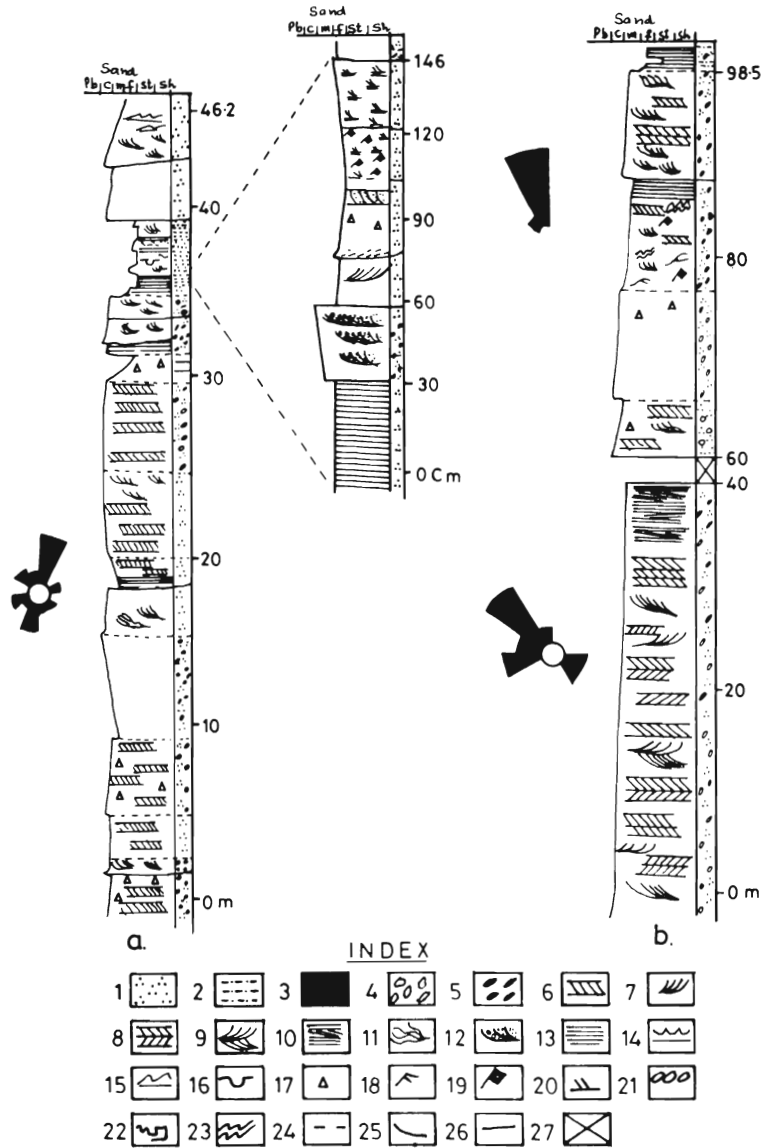 Sand
Pb|C|m|f|St|Sh
146
120
90
60
30
0 Cm
Sand
Pb|C|m|f|St|Sh
46·2
40
30
20
10
0 m
a.
Sand
Pb|C|m|f|St|Sh
98·5
80
60
40
20
0 m
b.
INDEX
1 2 3 4 5 6 7
8 9 10 11 12 13 14
15 16 17 18 19 20 21
22 23 24 25 26 27